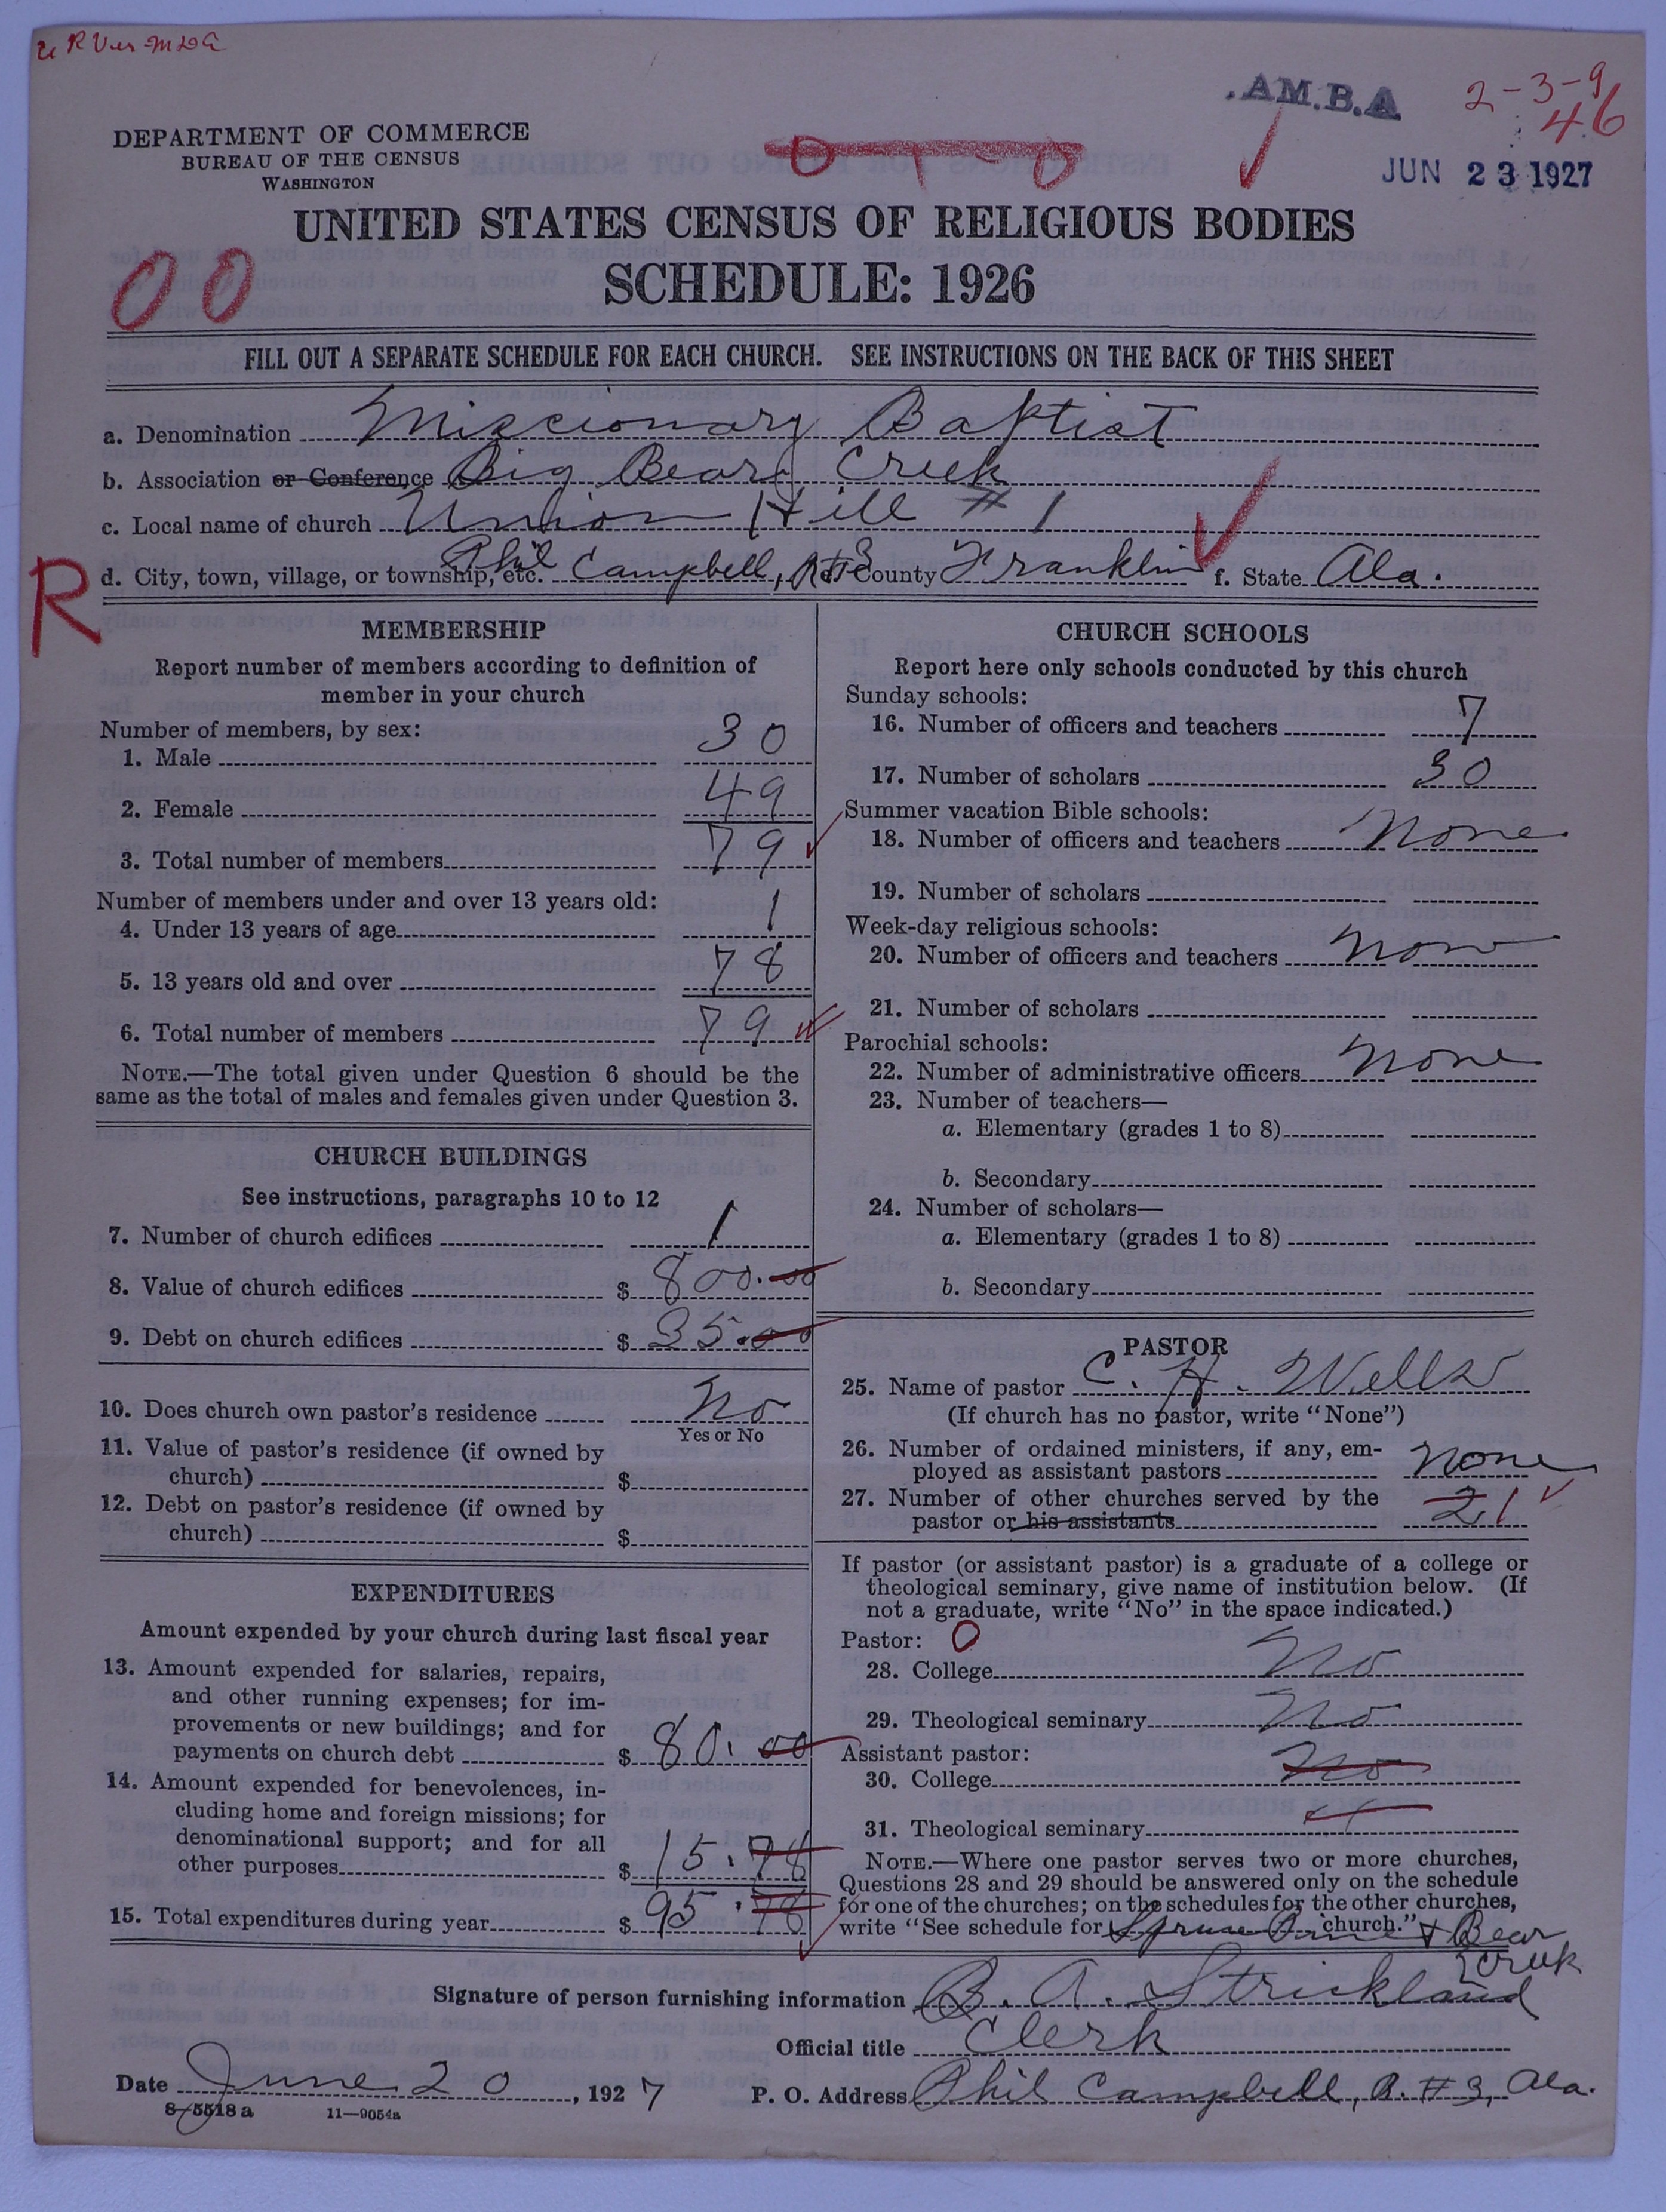 .AM.B.A
2-3-9
46
DEPARTMENT OF COMMERCE
BUREAU OF THE CENSUS
WASHINGTON
JUN 23 1927
UNITED STATES CENSUS OF RELIGIOUS BODIES
SCHEDULE: 1926
00
FILL OUT A SEPARATE SCHEDULE FOR EACH CHURCH. SEE INSTRUCTIONS ON THE BACK OF THIS SHEET
a. Denomination Missionary Baptist
b. Association or Conference Big Bear Creek
c. Local name of church Union Hill #1
R
d. City, town, village, or township, etc. Phil Campbell, R#3 County Franklin f. State Ala.
MEMBERSHIP
Report number of members according to definition of
member in your church
Number of members, by sex:
1. Male 30
2. Female 49
3. Total number of members 79
Number of members under and over 13 years old:
4. Under 13 years of age 1
5. 13 years old and over 78
6. Total number of members 79
NOTE.—The total given under Question 6 should be the
same as the total of males and females given under Question 3.
CHURCH BUILDINGS
See instructions, paragraphs 10 to 12
7. Number of church edifices 1
8. Value of church edifices $ 800.00
9. Debt on church edifices $ 35.00
10. Does church own pastor's residence No
Yes or No
11. Value of pastor's residence (if owned by
church) $
12. Debt on pastor's residence (if owned by
church) $
EXPENDITURES
Amount expended by your church during last fiscal year
13. Amount expended for salaries, repairs,
and other running expenses; for im-
provements or new buildings; and for
payments on church debt $ 80.00
14. Amount expended for benevolences, in-
cluding home and foreign missions; for
denominational support; and for all
other purposes $ 15.78
15. Total expenditures during year $ 95.78
CHURCH SCHOOLS
Report here only schools conducted by this church
Sunday schools:
16. Number of officers and teachers 7
17. Number of scholars 30
Summer vacation Bible schools:
18. Number of officers and teachers None
19. Number of scholars
Week-day religious schools:
20. Number of officers and teachers None
21. Number of scholars
Parochial schools:
22. Number of administrative officers None
23. Number of teachers—
a. Elementary (grades 1 to 8)
b. Secondary
24. Number of scholars—
a. Elementary (grades 1 to 8)
b. Secondary
PASTOR
25. Name of pastor C. H. Wells
(If church has no pastor, write "None")
26. Number of ordained ministers, if any, em-
ployed as assistant pastors None
27. Number of other churches served by the
pastor or his assistants 2 1
If pastor (or assistant pastor) is a graduate of a college or
theological seminary, give name of institution below. (If
not a graduate, write "No" in the space indicated.)
Pastor: 0
28. College No
29. Theological seminary No
Assistant pastor:
30. College No
31. Theological seminary
NOTE.—Where one pastor serves two or more churches,
Questions 28 and 29 should be answered only on the schedule
for one of the churches; on the schedules for the other churches,
write "See schedule for Spruce Pine church." & Bear
Creek
Signature of person furnishing information B. A. Strickland
Official title Clerk
Date June 20, 1927 P. O. Address Phil Campbell, R. #3, Ala.
8-5518a 11-9054a